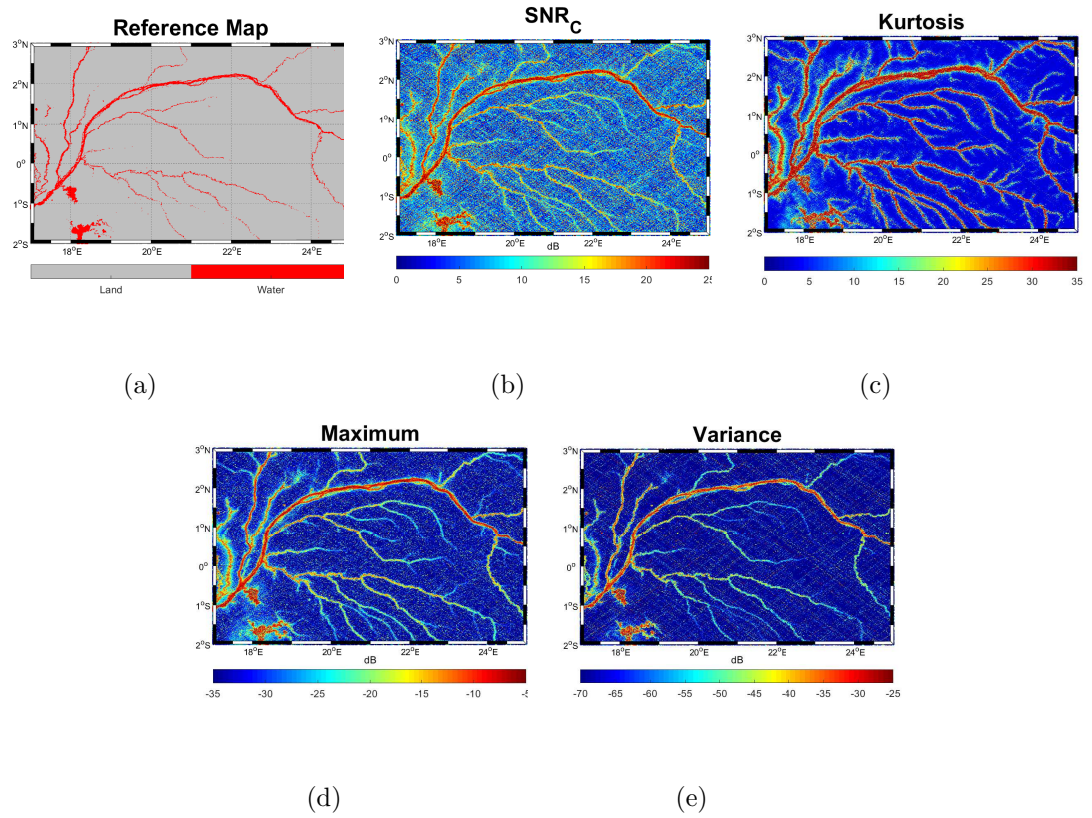 Reference Map
3°N
2°N
1°N
0°
1°S
2°S
18°E 20°E 22°E 24°E
Land Water
(a)
SNR_C
3°N
2°N
1°N
0°
1°S
2°S
18°E 20°E 22°E 24°E
dB
0 5 10 15 20 25
(b)
Kurtosis
3°N
2°N
1°N
0°
1°S
2°S
18°E 20°E 22°E 24°E
0 5 10 15 20 25 30 35
(c)
Maximum
3°N
2°N
1°N
0°
1°S
2°S
18°E 20°E 22°E 24°E
dB
-35 -30 -25 -20 -15 -10 -5
(d)
Variance
3°N
2°N
1°N
0°
1°S
2°S
18°E 20°E 22°E 24°E
dB
-70 -65 -60 -55 -50 -45 -40 -35 -30 -25
(e)